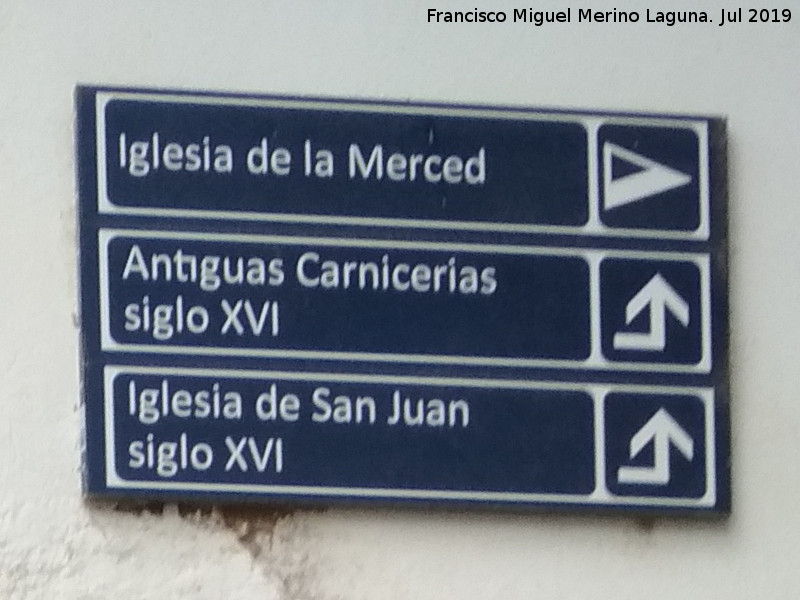 Francisco Miguel Merino Laguna. Jul 2019
Iglesia de la Merced
Antiguas Carnicerias
siglo XVI
Iglesia de San Juan
siglo XVI